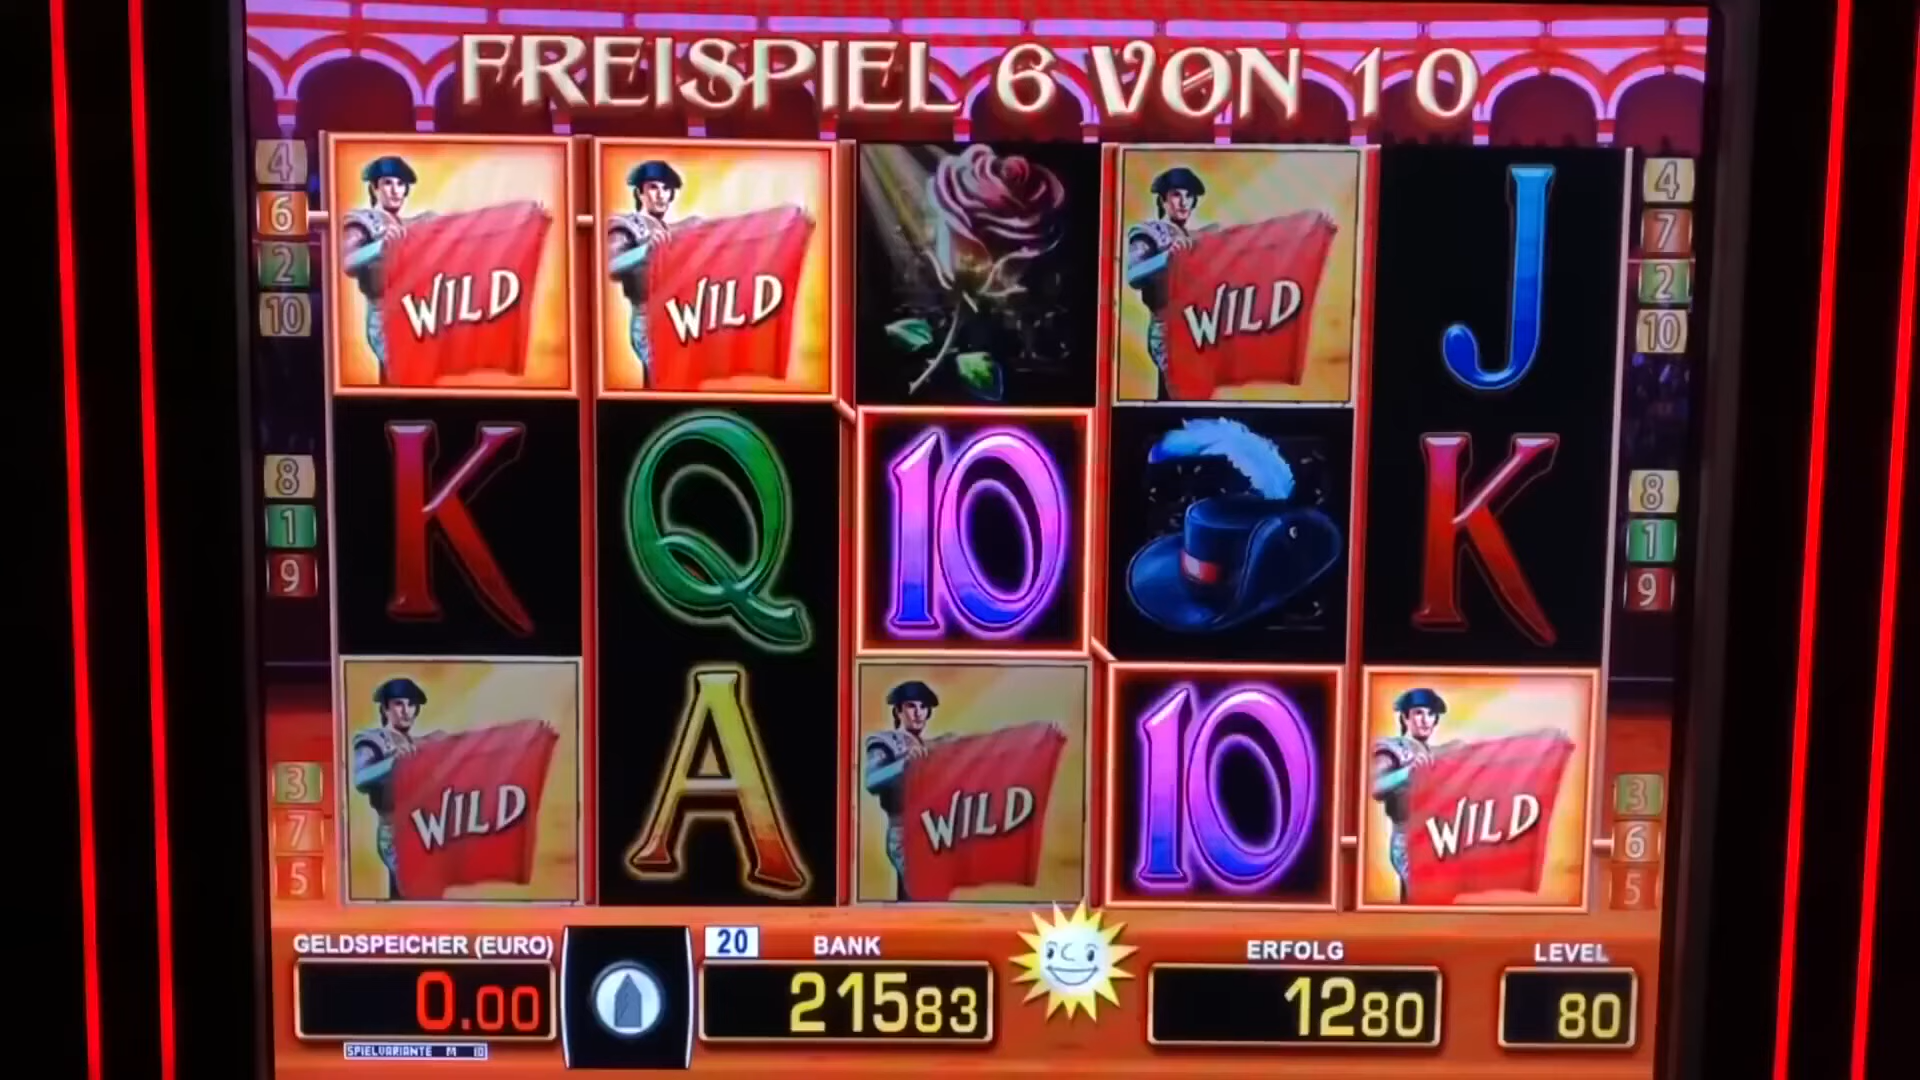 FREISPIEL 6 VON 10
4
6
2
10
8
1
9
3
7
5
WILD WILD WILD J
K Q 10 K
WILD A WILD 10 WILD
4
7
2
10
8
1
9
3
6
5
GELDSPEICHER (EURO) 20 BANK ERFOLG LEVEL
0.00 21583 1280 80
SPIELVARIANTE M 10